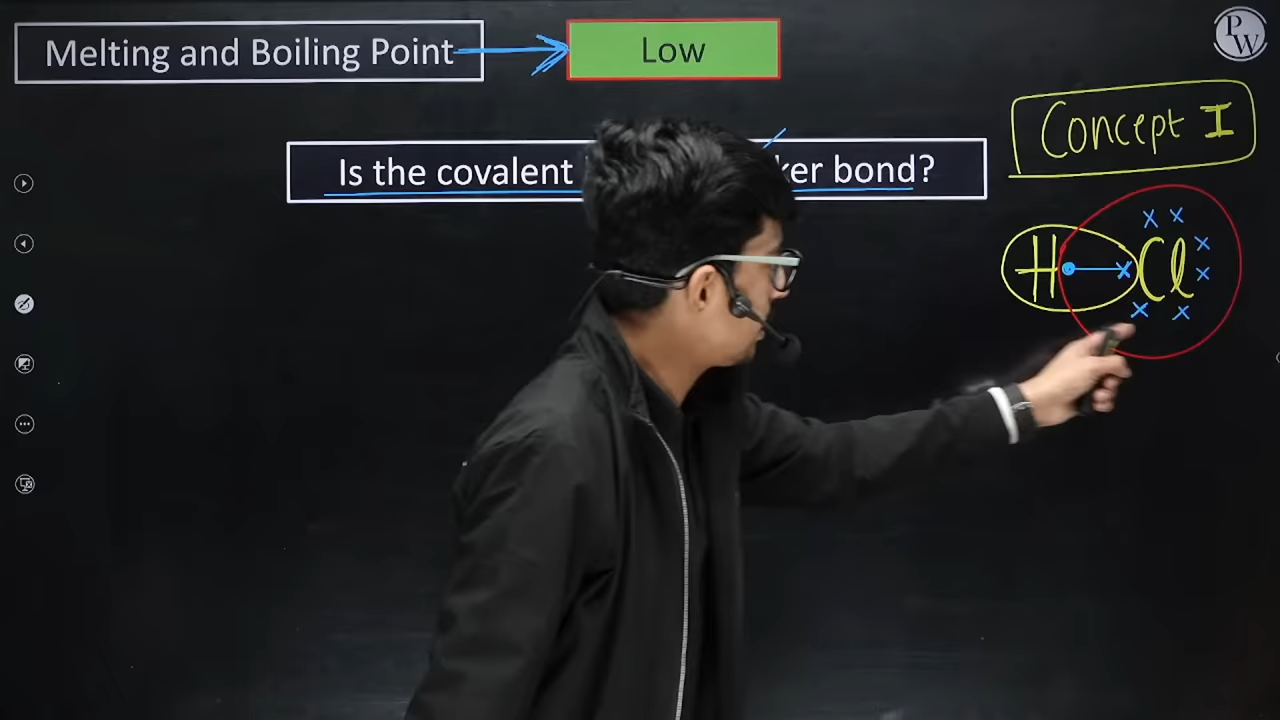 Melting and Boiling Point
Low
PW
Concept I
Is the covalent ker bond?
H Cl